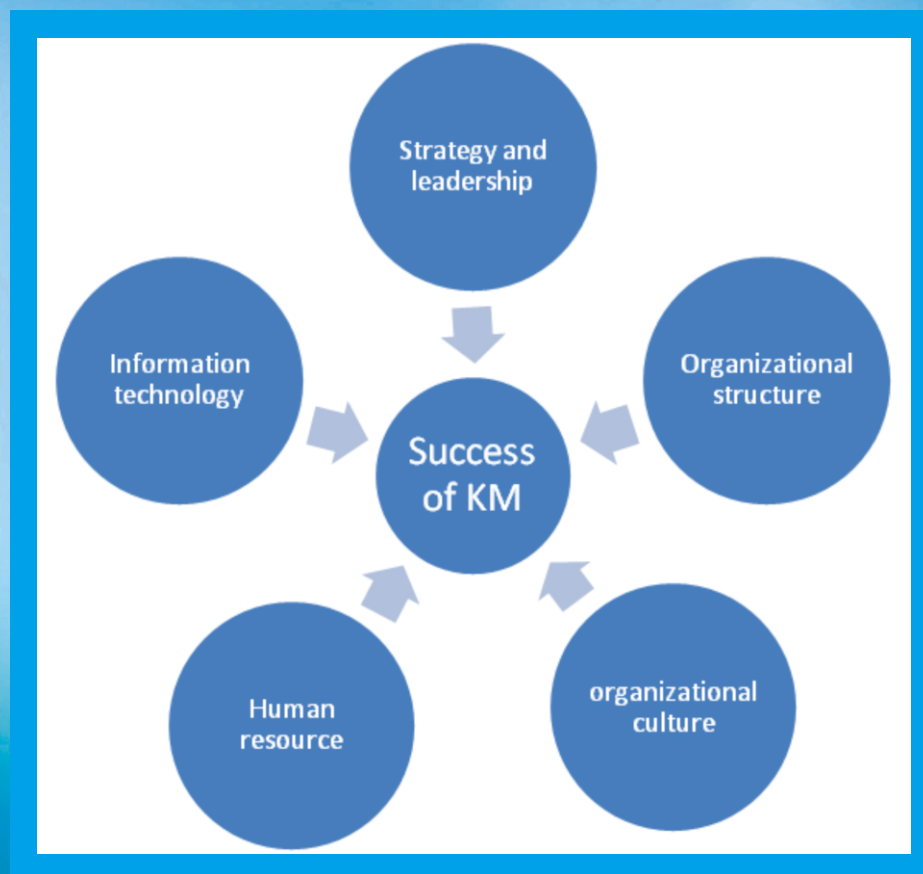 Strategy and
leadership
Information
technology
Organizational
structure
Success
of KM
Human
resource
organizational
culture